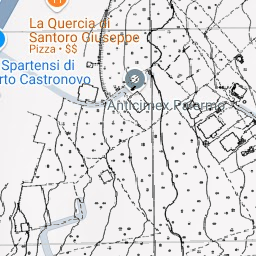 La Quercia di
Santoro Giuseppe
Pizza • $$
Spartensi di
rto Castronovo
Anticimex Palermo